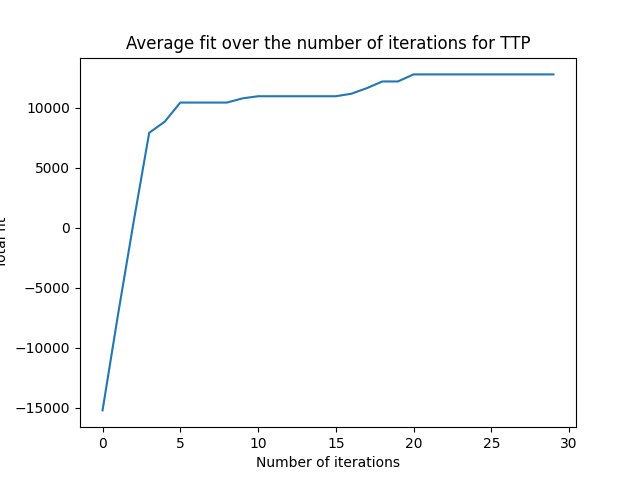 Average fit over the number of iterations for TTP
10000
5000
0
−5000
−10000
−15000
0 5 10 15 20 25 30
Number of iterations